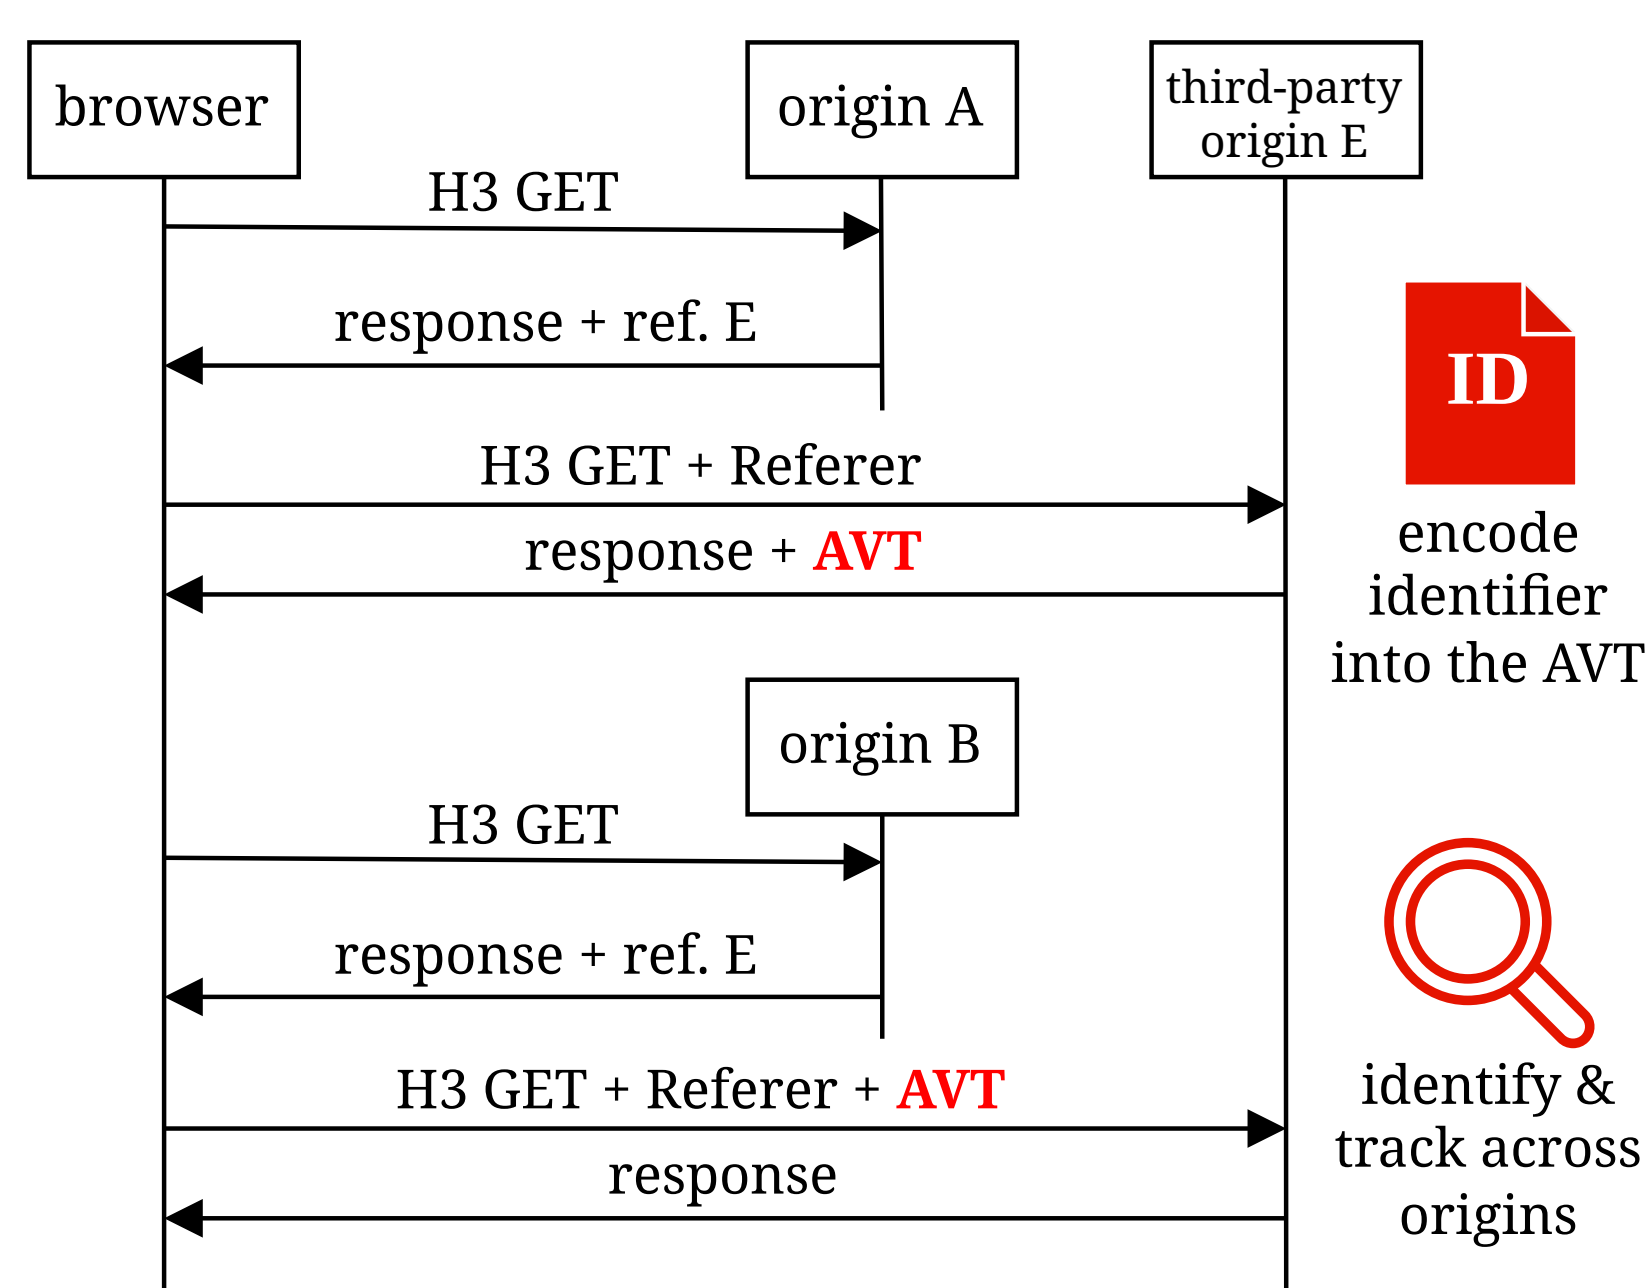 browser
origin A
third-party
origin E
H3 GET
response + ref. E
ID
H3 GET + Referer
response + AVT
encode
identifier
into the AVT
origin B
H3 GET
response + ref. E
H3 GET + Referer + AVT
response
identify &
track across
origins